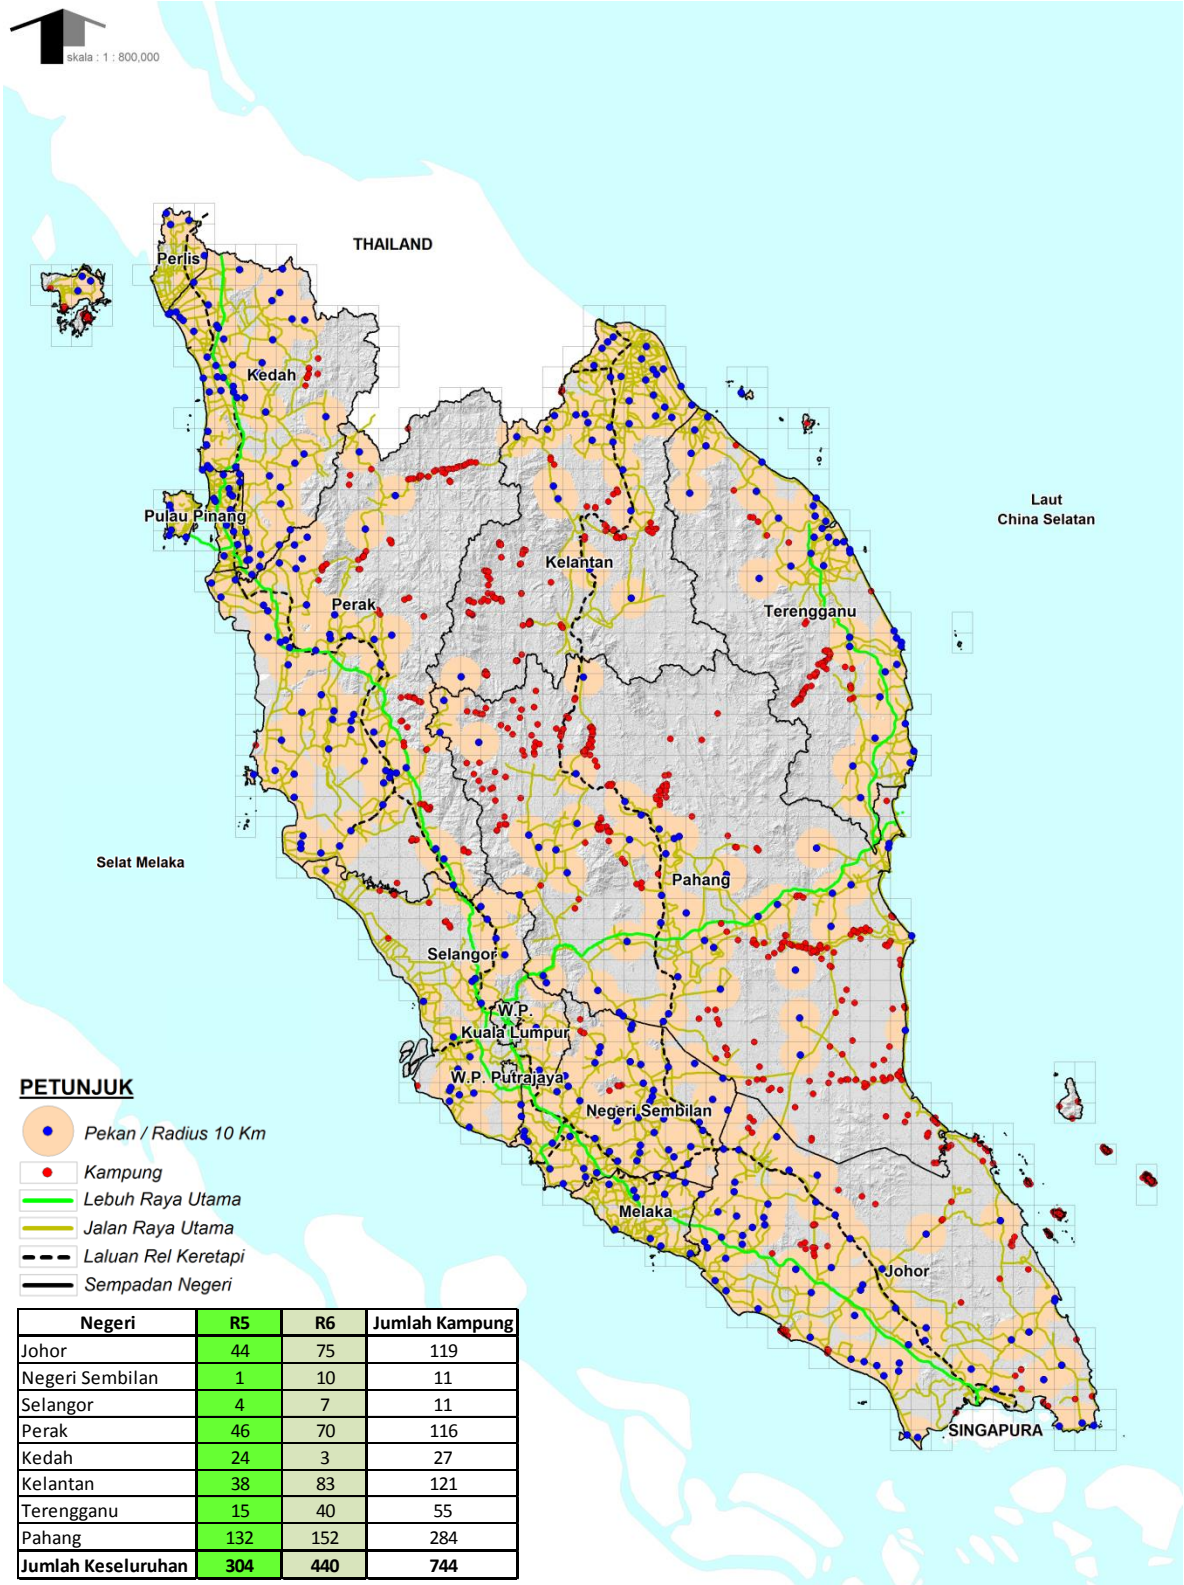 skala : 1 : 800,000
THAILAND
Perlis
Kedah
Pulau Pinang
Laut
China Selatan
Kelantan
Perak
Terengganu
Selat Melaka
Pahang
Selangor
W.P.
Kuala Lumpur
W.P. Putrajaya
Negeri Sembilan
Melaka
Johor
SINGAPURA
PETUNJUK
Pekan / Radius 10 Km
Kampung
Lebuh Raya Utama
Jalan Raya Utama
Laluan Rel Keretapi
Sempadan Negeri
Negeri R5 R6 Jumlah Kampung
Johor 44 75 119
Negeri Sembilan 1 10 11
Selangor 4 7 11
Perak 46 70 116
Kedah 24 3 27
Kelantan 38 83 121
Terengganu 15 40 55
Pahang 132 152 284
Jumlah Keseluruhan 304 440 744